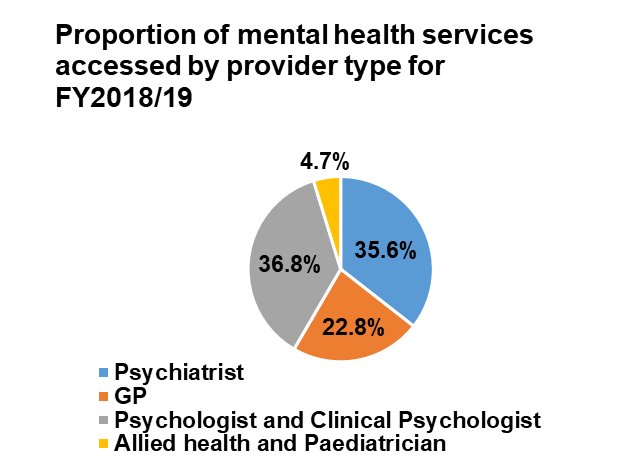 Proportion of mental health services
accessed by provider type for
FY2018/19
4.7%
35.6%
36.8%
22.8%
Psychiatrist
GP
Psychologist and Clinical Psychologist
Allied health and Paediatrician